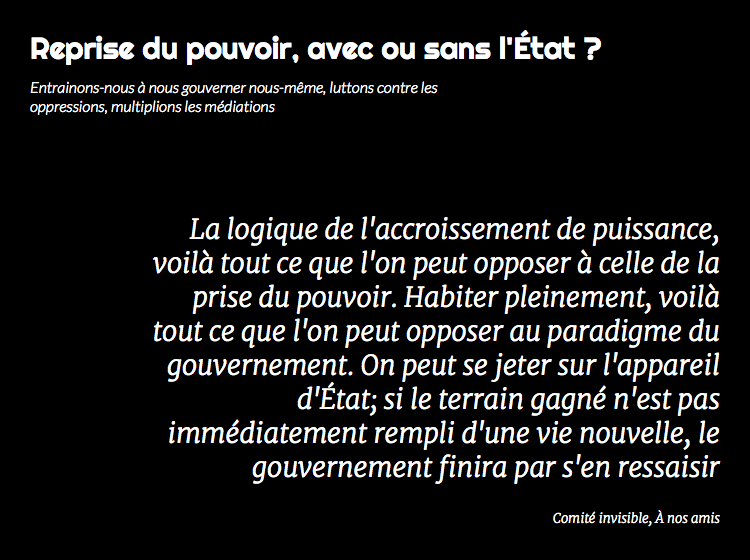 Reprise du pouvoir, avec ou sans l'État ?
Entrainons-nous à nous gouverner nous-même, luttons contre les
oppressions, multiplions les médiations
La logique de l'accroissement de puissance,
voilà tout ce que l'on peut opposer à celle de la
prise du pouvoir. Habiter pleinement, voilà
tout ce que l'on peut opposer au paradigme du
gouvernement. On peut se jeter sur l'appareil
d'État; si le terrain gagné n'est pas
immédiatement rempli d'une vie nouvelle, le
gouvernement finira par s'en ressaisir
Comité invisible, À nos amis